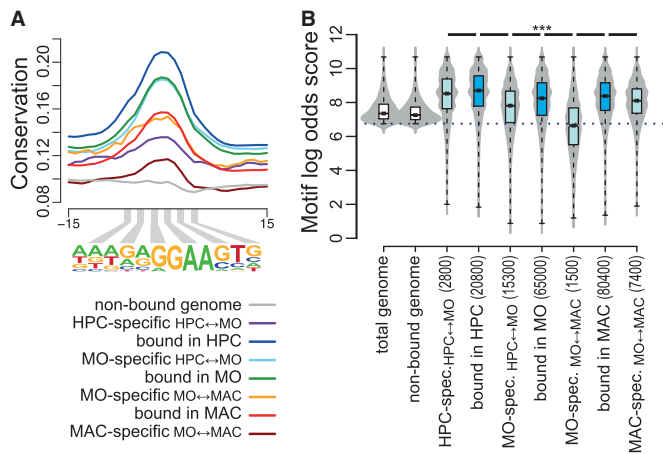 A
Conservation
0.20
0.16
0.12
0.08
−15
15
AAAGAGGAAGTG
non-bound genome
HPC-specific HPC↔MO
bound in HPC
MO-specific HPC↔MO
bound in MO
MO-specific MO↔MAC
bound in MAC
MAC-specific MO↔MAC
B
Motif log odds score
12
10
8
6
4
2
0
***
total genome
non-bound genome
HPC-spec. HPC↔MO (2800)
bound in HPC (20800)
MO-spec. HPC↔MO (15300)
bound in MO (65000)
MO-spec. MO↔MAC (1500)
bound in MAC (80400)
MAC-spec. MO↔MAC (7400)